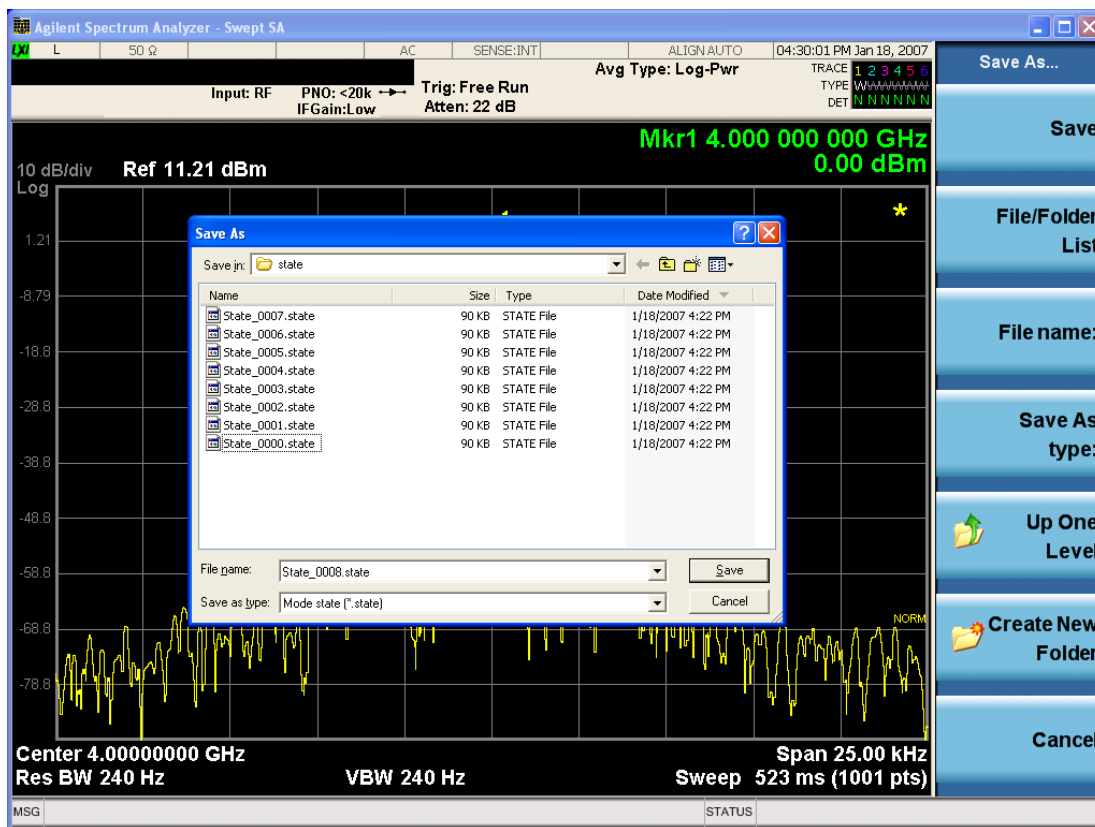 Agilent Spectrum Analyzer - Swept SA
LXI L 50 Ω AC SENSE:INT ALIGN AUTO 04:30:01 PM Jan 18, 2007
Input: RF PNO: <20k Trig: Free Run Avg Type: Log-Pwr TRACE 1 2 3 4 5 6
IFGain:Low Atten: 22 dB TYPE WWWWWW
DET N N N N N N
Mkr1 4.000 000 000 GHz
0.00 dBm
10 dB/div Ref 11.21 dBm
Log
1
*
1.21
-8.79
-18.8
-28.8
-38.8
-48.8
-58.8
-68.8
-78.8
NORM
Save As
Save in: state
Name Size Type Date Modified
State_0007.state 90 KB STATE File 1/18/2007 4:22 PM
State_0006.state 90 KB STATE File 1/18/2007 4:22 PM
State_0005.state 90 KB STATE File 1/18/2007 4:22 PM
State_0004.state 90 KB STATE File 1/18/2007 4:22 PM
State_0003.state 90 KB STATE File 1/18/2007 4:22 PM
State_0002.state 90 KB STATE File 1/18/2007 4:22 PM
State_0001.state 90 KB STATE File 1/18/2007 4:22 PM
State_0000.state 90 KB STATE File 1/18/2007 4:22 PM
File name: State_0008.state Save
Save as type: Mode state (*.state) Cancel
Center 4.00000000 GHz Span 25.00 kHz
Res BW 240 Hz VBW 240 Hz Sweep 523 ms (1001 pts)
MSG STATUS
Save As...
Save
File/Folder
List
File name:
Save As
type:
Up One
Level
Create New
Folder
Cancel